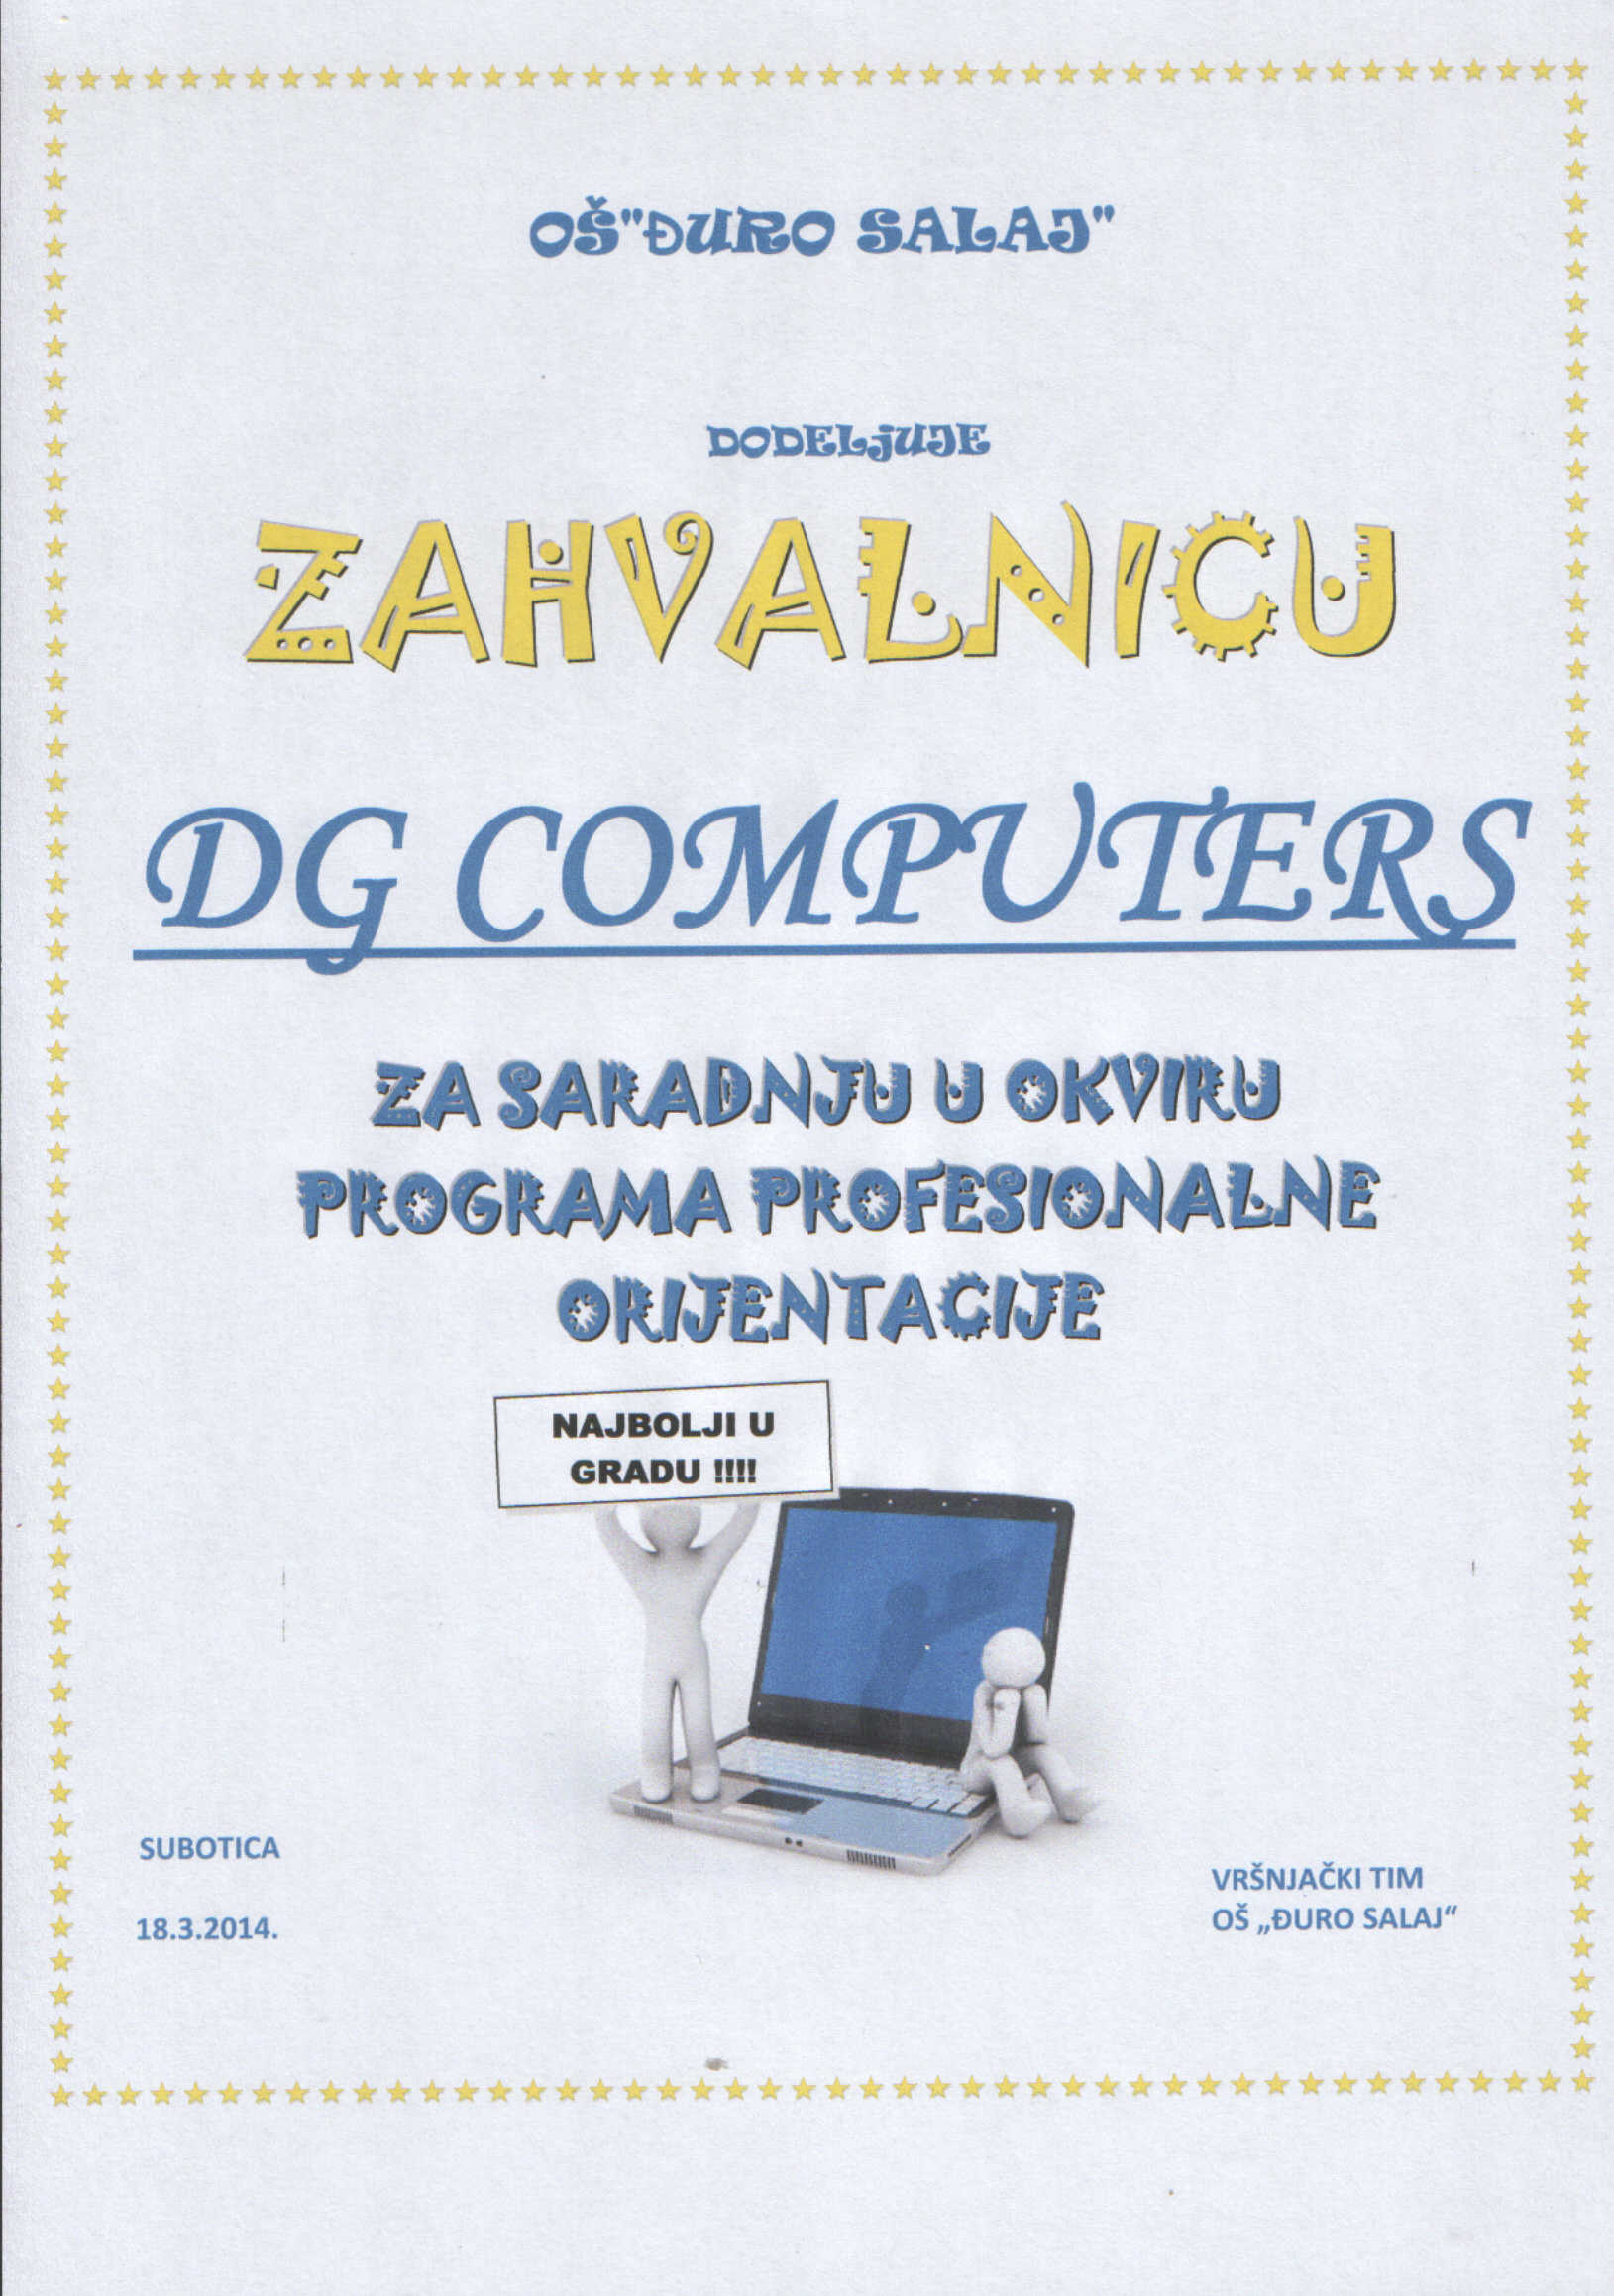 OŠ"ĐURO SALAJ"
DODELjUJE
ZAHVALNICU
DG COMPUTERS
ZA SARADNJU U OKVIRU
PROGRAMA PROFESIONALNE
ORIJENTACIJE
NAJBOLJI U
GRADU !!!!
SUBOTICA
18.3.2014.
VRŠNJAČKI TIM
OŠ „ĐURO SALAJ“